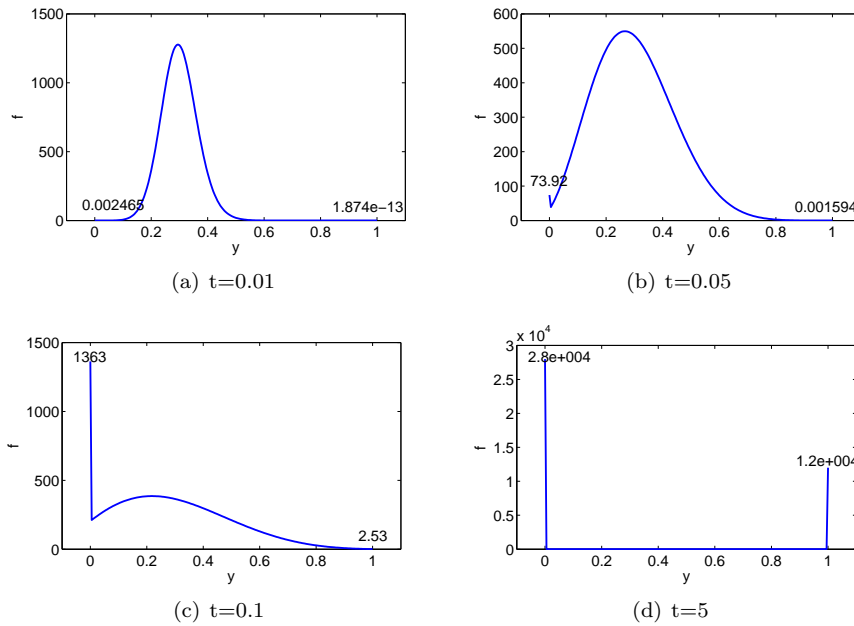 1500
1000
500
0
f
0.002465
1.874e−13
0 0.2 0.4 0.6 0.8 1
y
(a) t=0.01
600
500
400
300
200
100
0
f
73.92
0.001594
0 0.2 0.4 0.6 0.8 1
y
(b) t=0.05
1500
1000
500
0
f
1363
2.53
0 0.2 0.4 0.6 0.8 1
y
(c) t=0.1
x 10^4
3
2.5
2
1.5
1
0.5
0
f
2.8e+004
1.2e+004
0 0.2 0.4 0.6 0.8 1
y
(d) t=5